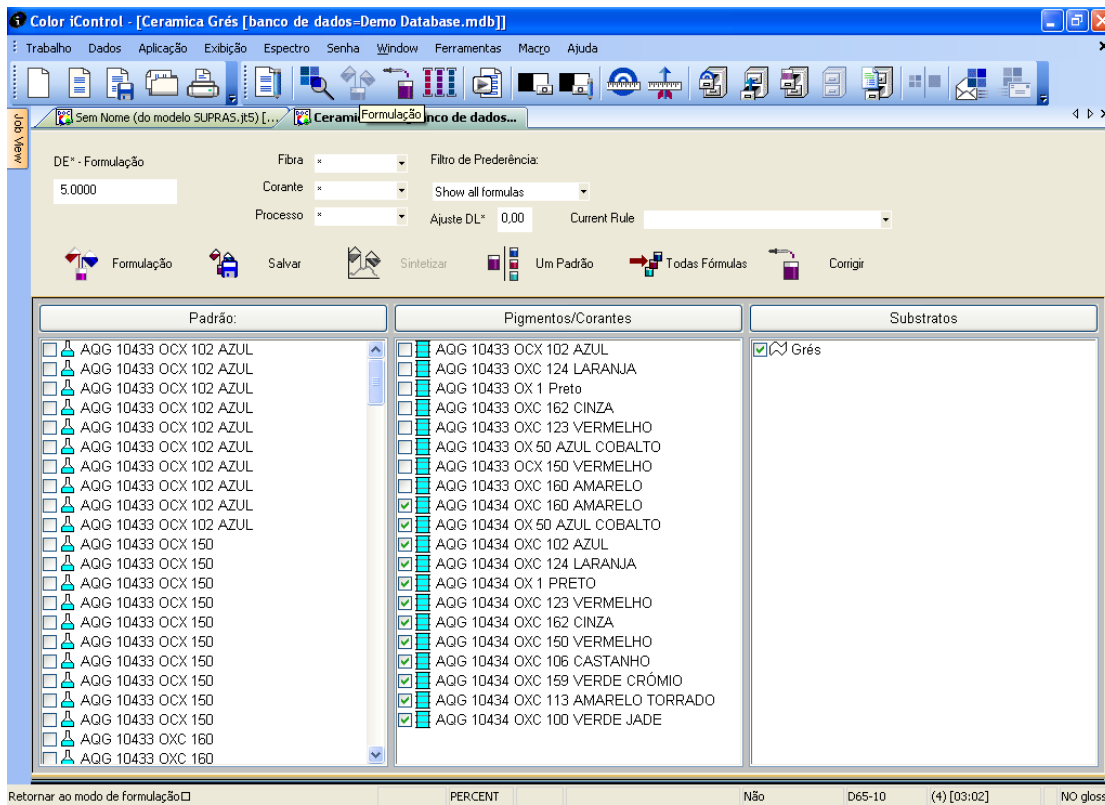 Color iControl - [Ceramica Grés [banco de dados=Demo Database.mdb]]
Trabalho Dados Aplicação Exibição Espectro Senha Window Ferramentas Macro Ajuda
Job View
Sem Nome (do modelo SUPRAS.jt5) [... Cerami
Formulação
nco de dados...
DE* - Formulação
Fibra *
Filtro de Prederência:
5.0000
Corante *
Show all formulas
Processo *
Ajuste DL* 0,00
Current Rule
Formulação Salvar Sintetizar Um Padrão Todas Fórmulas Corrigir
Padrão:
AQG 10433 OCX 102 AZUL
AQG 10433 OCX 102 AZUL
AQG 10433 OCX 102 AZUL
AQG 10433 OCX 102 AZUL
AQG 10433 OCX 102 AZUL
AQG 10433 OCX 102 AZUL
AQG 10433 OCX 102 AZUL
AQG 10433 OCX 102 AZUL
AQG 10433 OCX 102 AZUL
AQG 10433 OCX 102 AZUL
AQG 10433 OCX 150
AQG 10433 OCX 150
AQG 10433 OCX 150
AQG 10433 OCX 150
AQG 10433 OCX 150
AQG 10433 OCX 150
AQG 10433 OCX 150
AQG 10433 OCX 150
AQG 10433 OCX 150
AQG 10433 OCX 150
AQG 10433 OXC 160
AQG 10433 OXC 160
Pigmentos/Corantes
AQG 10433 OCX 102 AZUL
AQG 10433 OXC 124 LARANJA
AQG 10433 OX 1 Preto
AQG 10433 OXC 162 CINZA
AQG 10433 OXC 123 VERMELHO
AQG 10433 OX 50 AZUL COBALTO
AQG 10433 OCX 150 VERMELHO
AQG 10433 OXC 160 AMARELO
AQG 10434 OXC 160 AMARELO
AQG 10434 OX 50 AZUL COBALTO
AQG 10434 OXC 102 AZUL
AQG 10434 OXC 124 LARANJA
AQG 10434 OX 1 PRETO
AQG 10434 OXC 123 VERMELHO
AQG 10434 OXC 162 CINZA
AQG 10434 OXC 150 VERMELHO
AQG 10434 OXC 106 CASTANHO
AQG 10434 OXC 159 VERDE CRÓMIO
AQG 10434 OXC 113 AMARELO TORRADO
AQG 10434 OXC 100 VERDE JADE
Substratos
Grés
Retornar ao modo de formulação PERCENT Não D65-10 (4) [03:02] NO gloss